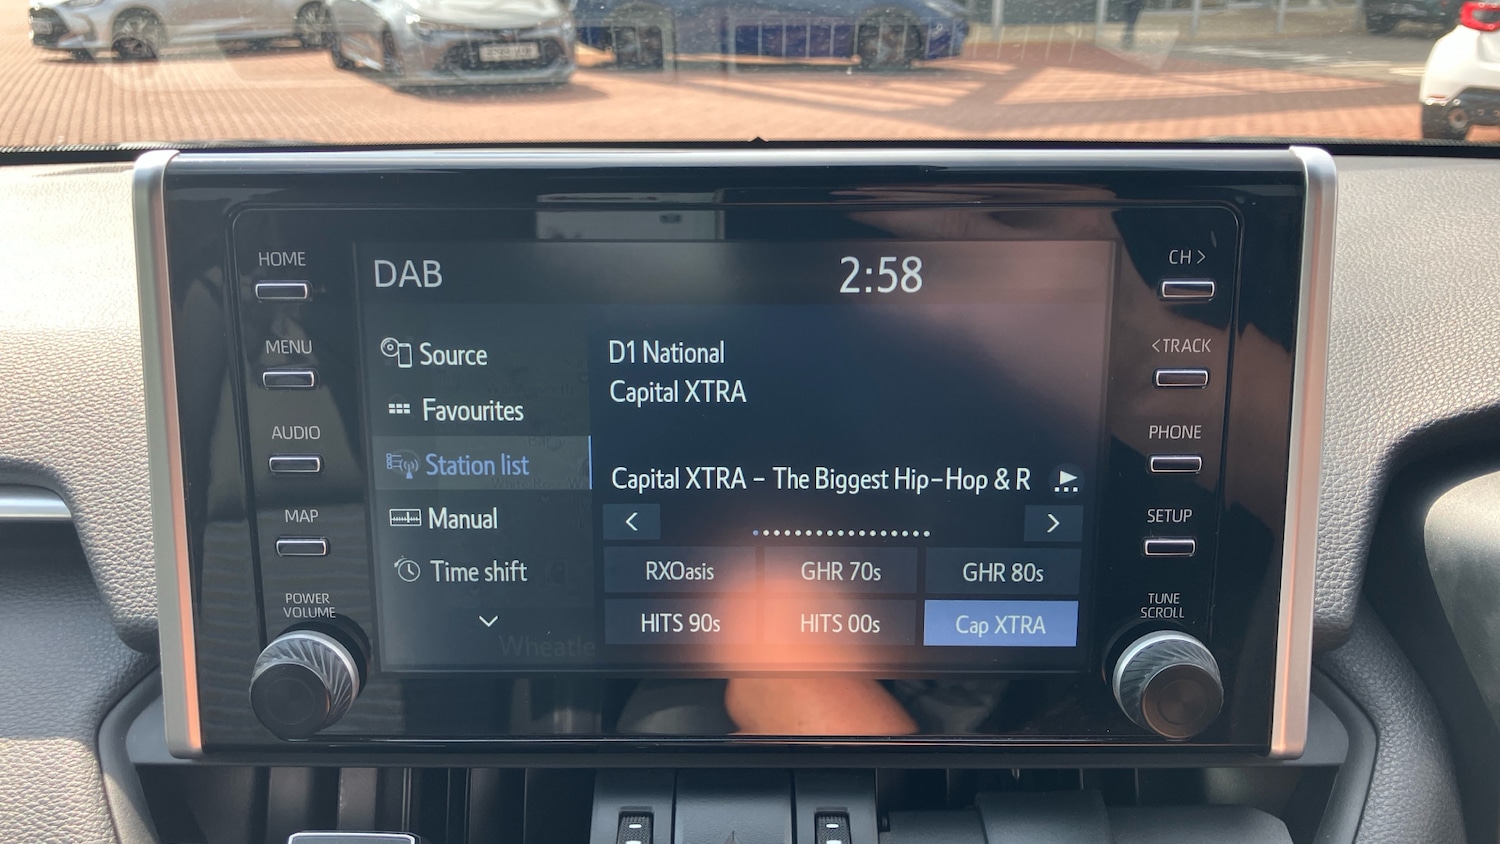 HOME
MENU
AUDIO
MAP
POWER
VOLUME
DAB
2:58
Source
Favourites
Station list
Manual
Time shift
D1 National
Capital XTRA
Capital XTRA - The Biggest Hip-Hop & R
<
>
RXOasis
GHR 70s
GHR 80s
HITS 90s
HITS 00s
Cap XTRA
Wheatle
CH >
<TRACK
PHONE
SETUP
TUNE
SCROLL